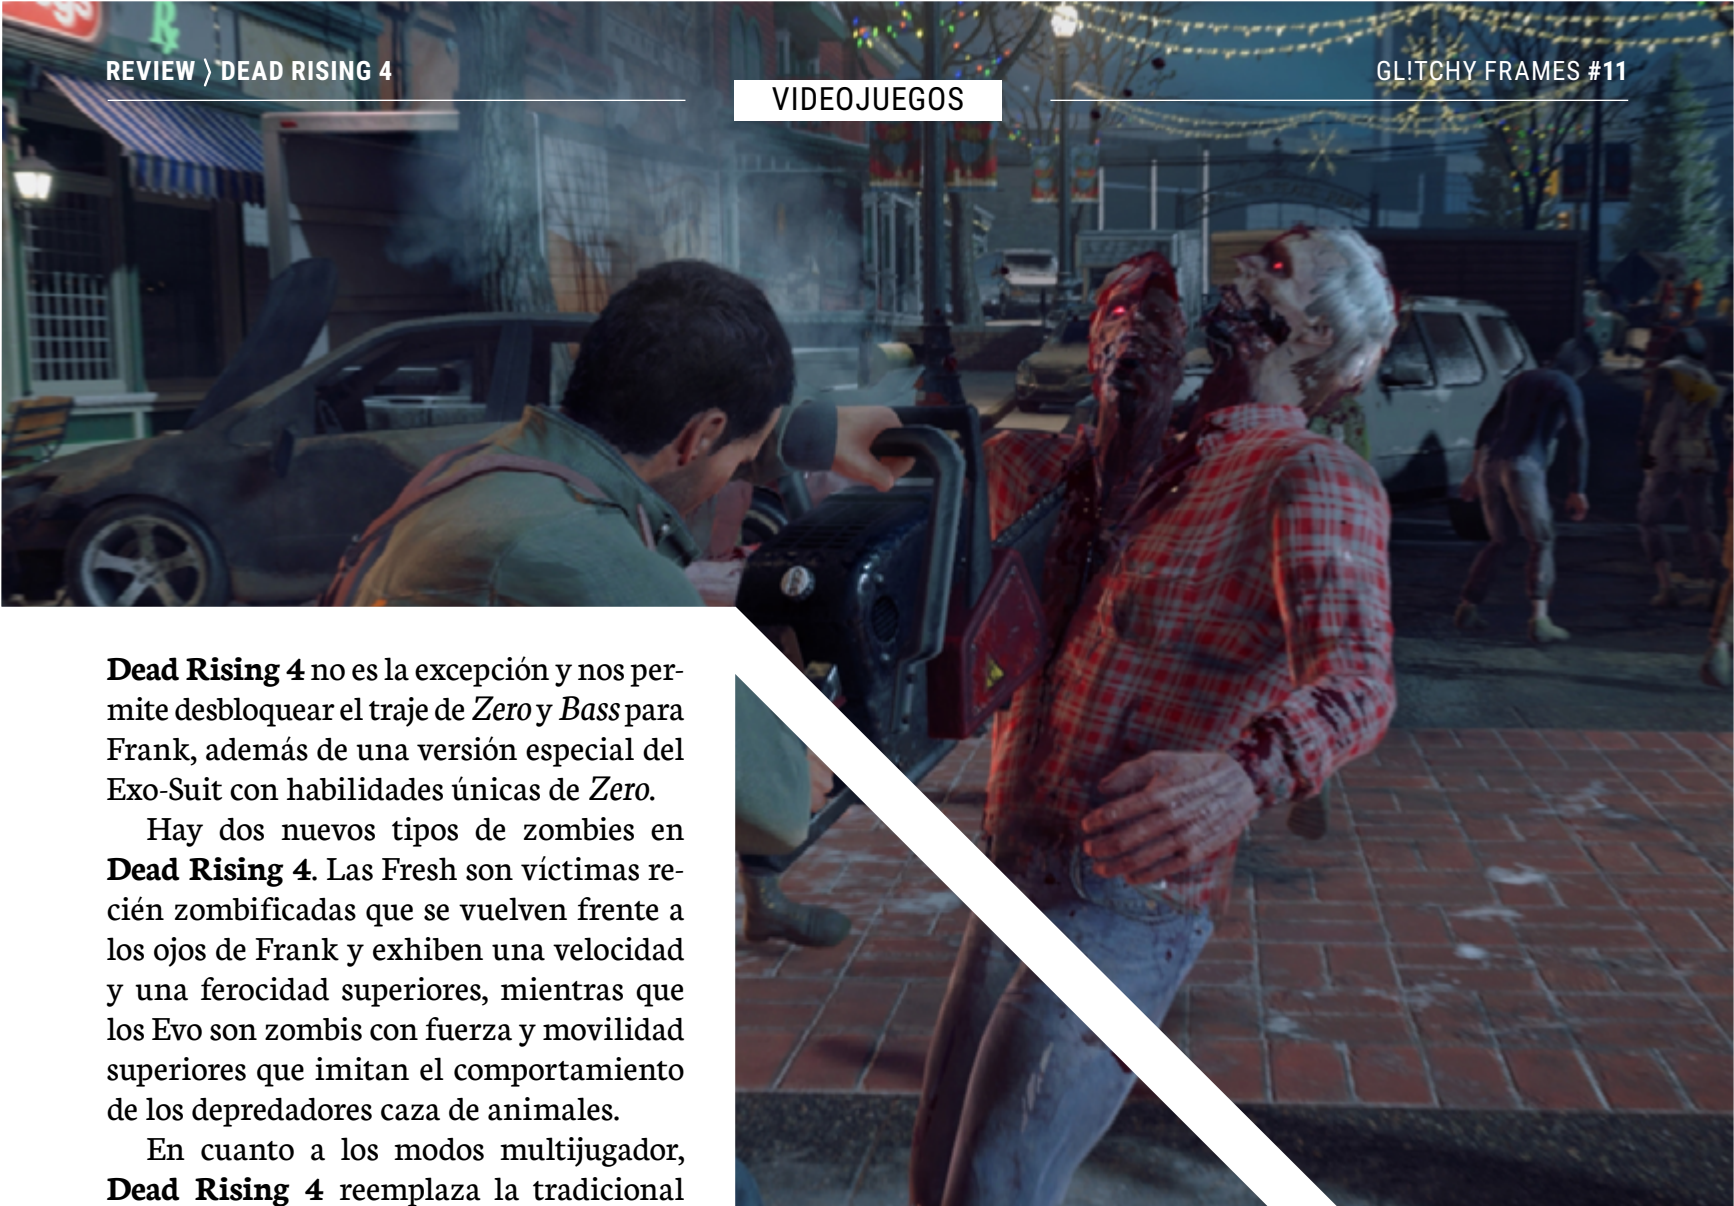 REVIEW ⟩ DEAD RISING 4
VIDEOJUEGOS
GL!TCHY FRAMES #11
Dead Rising 4 no es la excepción y nos per-
mite desbloquear el traje de Zero y Bass para
Frank, además de una versión especial del
Exo-Suit con habilidades únicas de Zero.
Hay dos nuevos tipos de zombies en
Dead Rising 4. Las Fresh son víctimas re-
cién zombificadas que se vuelven frente a
los ojos de Frank y exhiben una velocidad
y una ferocidad superiores, mientras que
los Evo son zombis con fuerza y movilidad
superiores que imitan el comportamiento
de los depredadores caza de animales.
En cuanto a los modos multijugador,
Dead Rising 4 reemplaza la tradicional